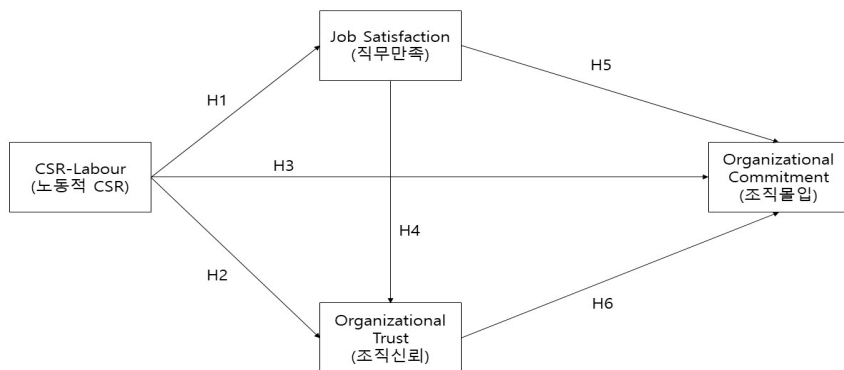 Job Satisfaction
(직무만족)
H5
H1
CSR-Labour
(노동적 CSR)
H3
Organizational
Commitment
(조직몰입)
H4
H2
Organizational
Trust
(조직신뢰)
H6